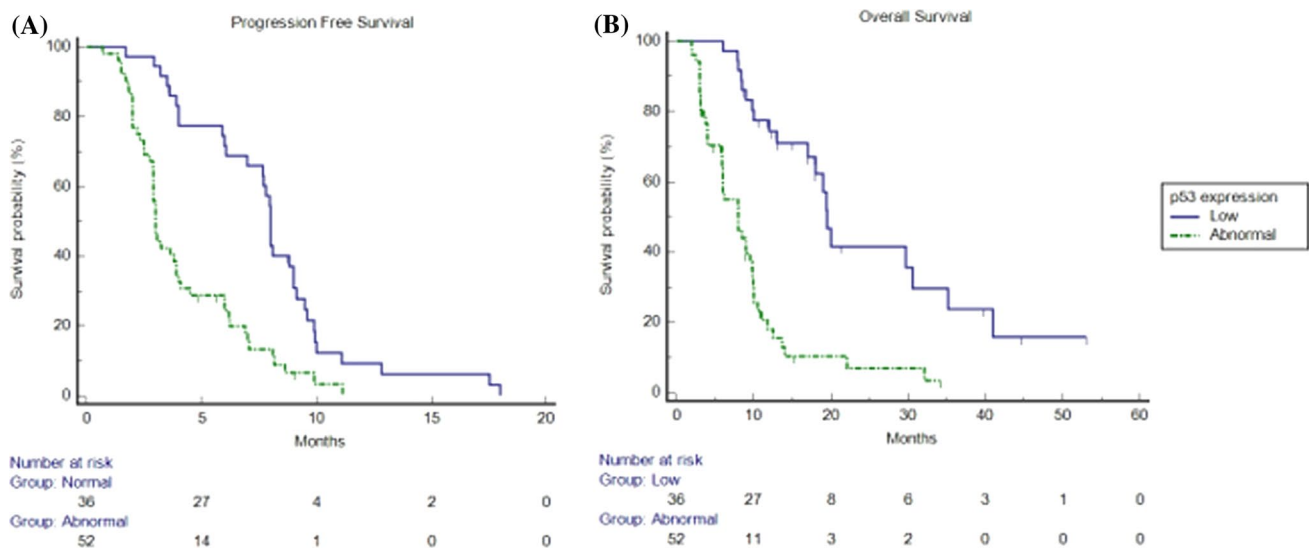 (A)
Progression Free Survival
Survival probability (%)
100
80
60
40
20
0
0 5 10 15 20
Months
Number at risk
Group: Normal
36 27 4 2 0
Group: Abnormal
52 14 1 0 0
(B)
Overall Survival
Survival probability (%)
100
80
60
40
20
0
0 10 20 30 40 50 60
Months
Number at risk
Group: Low
36 27 8 6 3 1 0
Group: Abnormal
52 11 3 2 0 0 0
p53 expression
Low
Abnormal